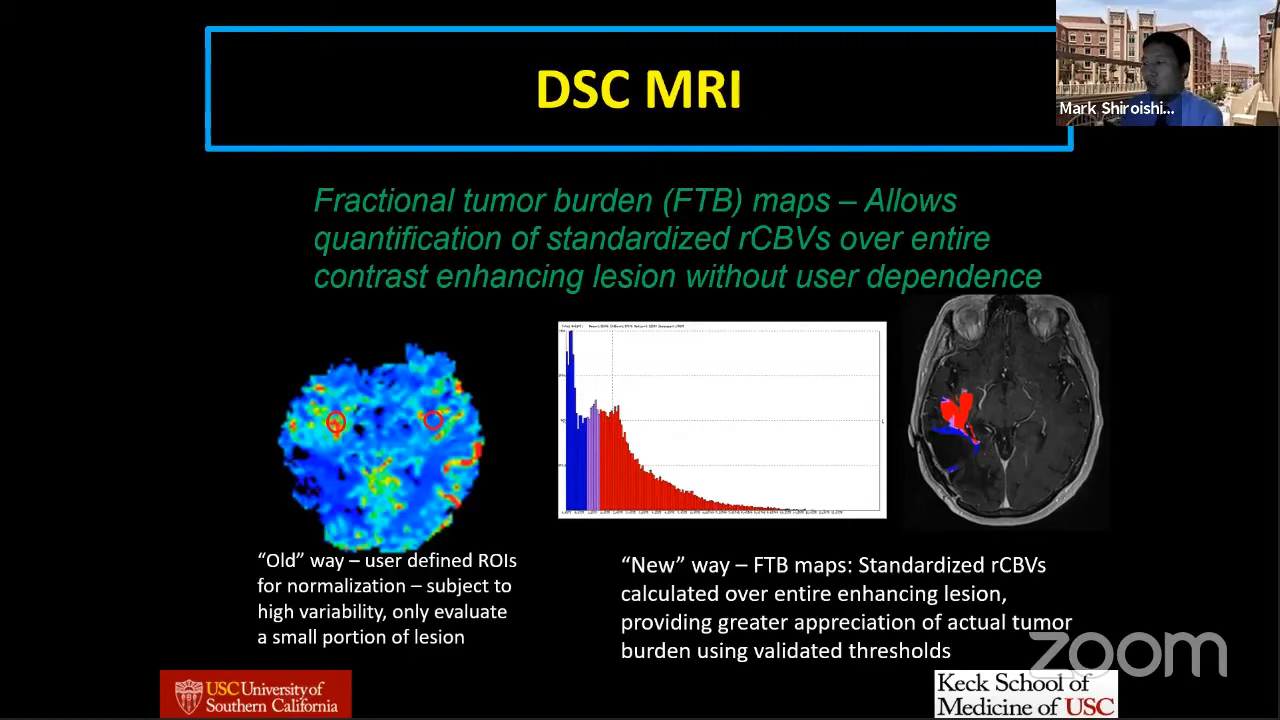 DSC MRI
Mark Shiroishi...
Fractional tumor burden (FTB) maps – Allows
quantification of standardized rCBVs over entire
contrast enhancing lesion without user dependence
“Old” way – user defined ROIs
for normalization – subject to
high variability, only evaluate
a small portion of lesion
“New” way – FTB maps: Standardized rCBVs
calculated over entire enhancing lesion,
providing greater appreciation of actual tumor
burden using validated thresholds
zoom
USC University of
Southern California
Keck School of
Medicine of USC